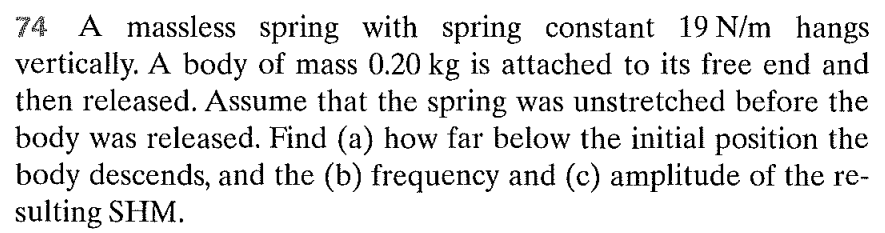 74 A massless spring with spring constant 19 N/m hangs
vertically. A body of mass 0.20 kg is attached to its free end and
then released. Assume that the spring was unstretched before the
body was released. Find (a) how far below the initial position the
body descends, and the (b) frequency and (c) amplitude of the re-
sulting SHM.